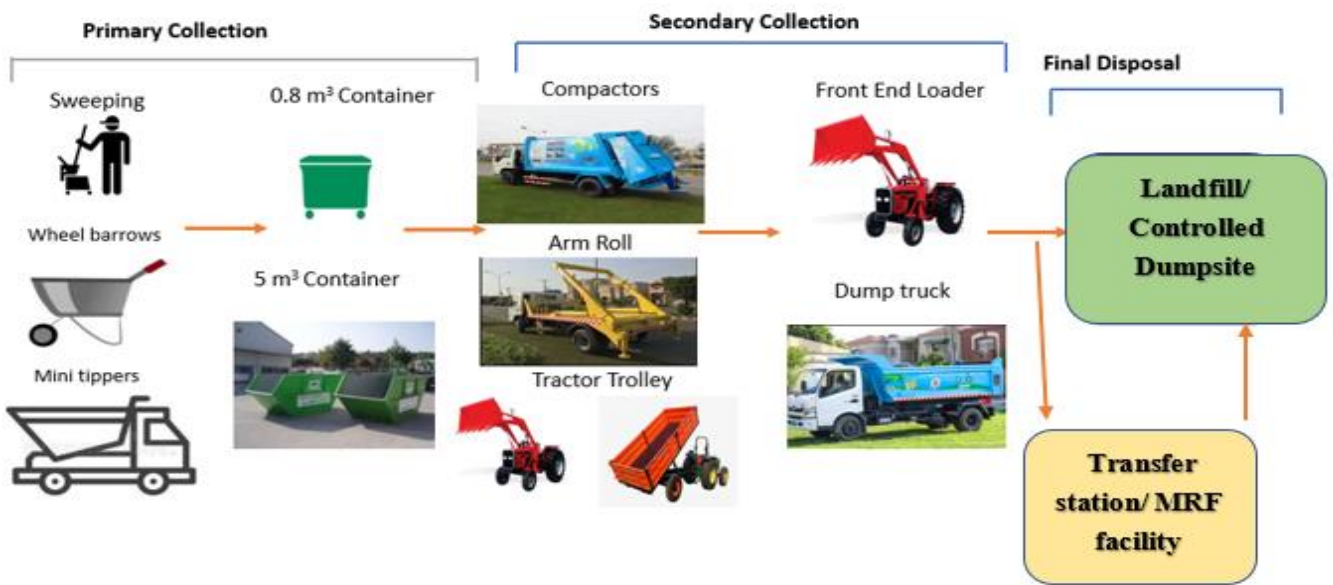 Primary Collection
Sweeping
Wheel barrows
Mini tippers
0.8 m³ Container
5 m³ Container
Secondary Collection
Compactors
Arm Roll
Tractor Trolley
Front End Loader
Dump truck
Final Disposal
Landfill/
Controlled
Dumpsite
Transfer
station/ MRF
facility